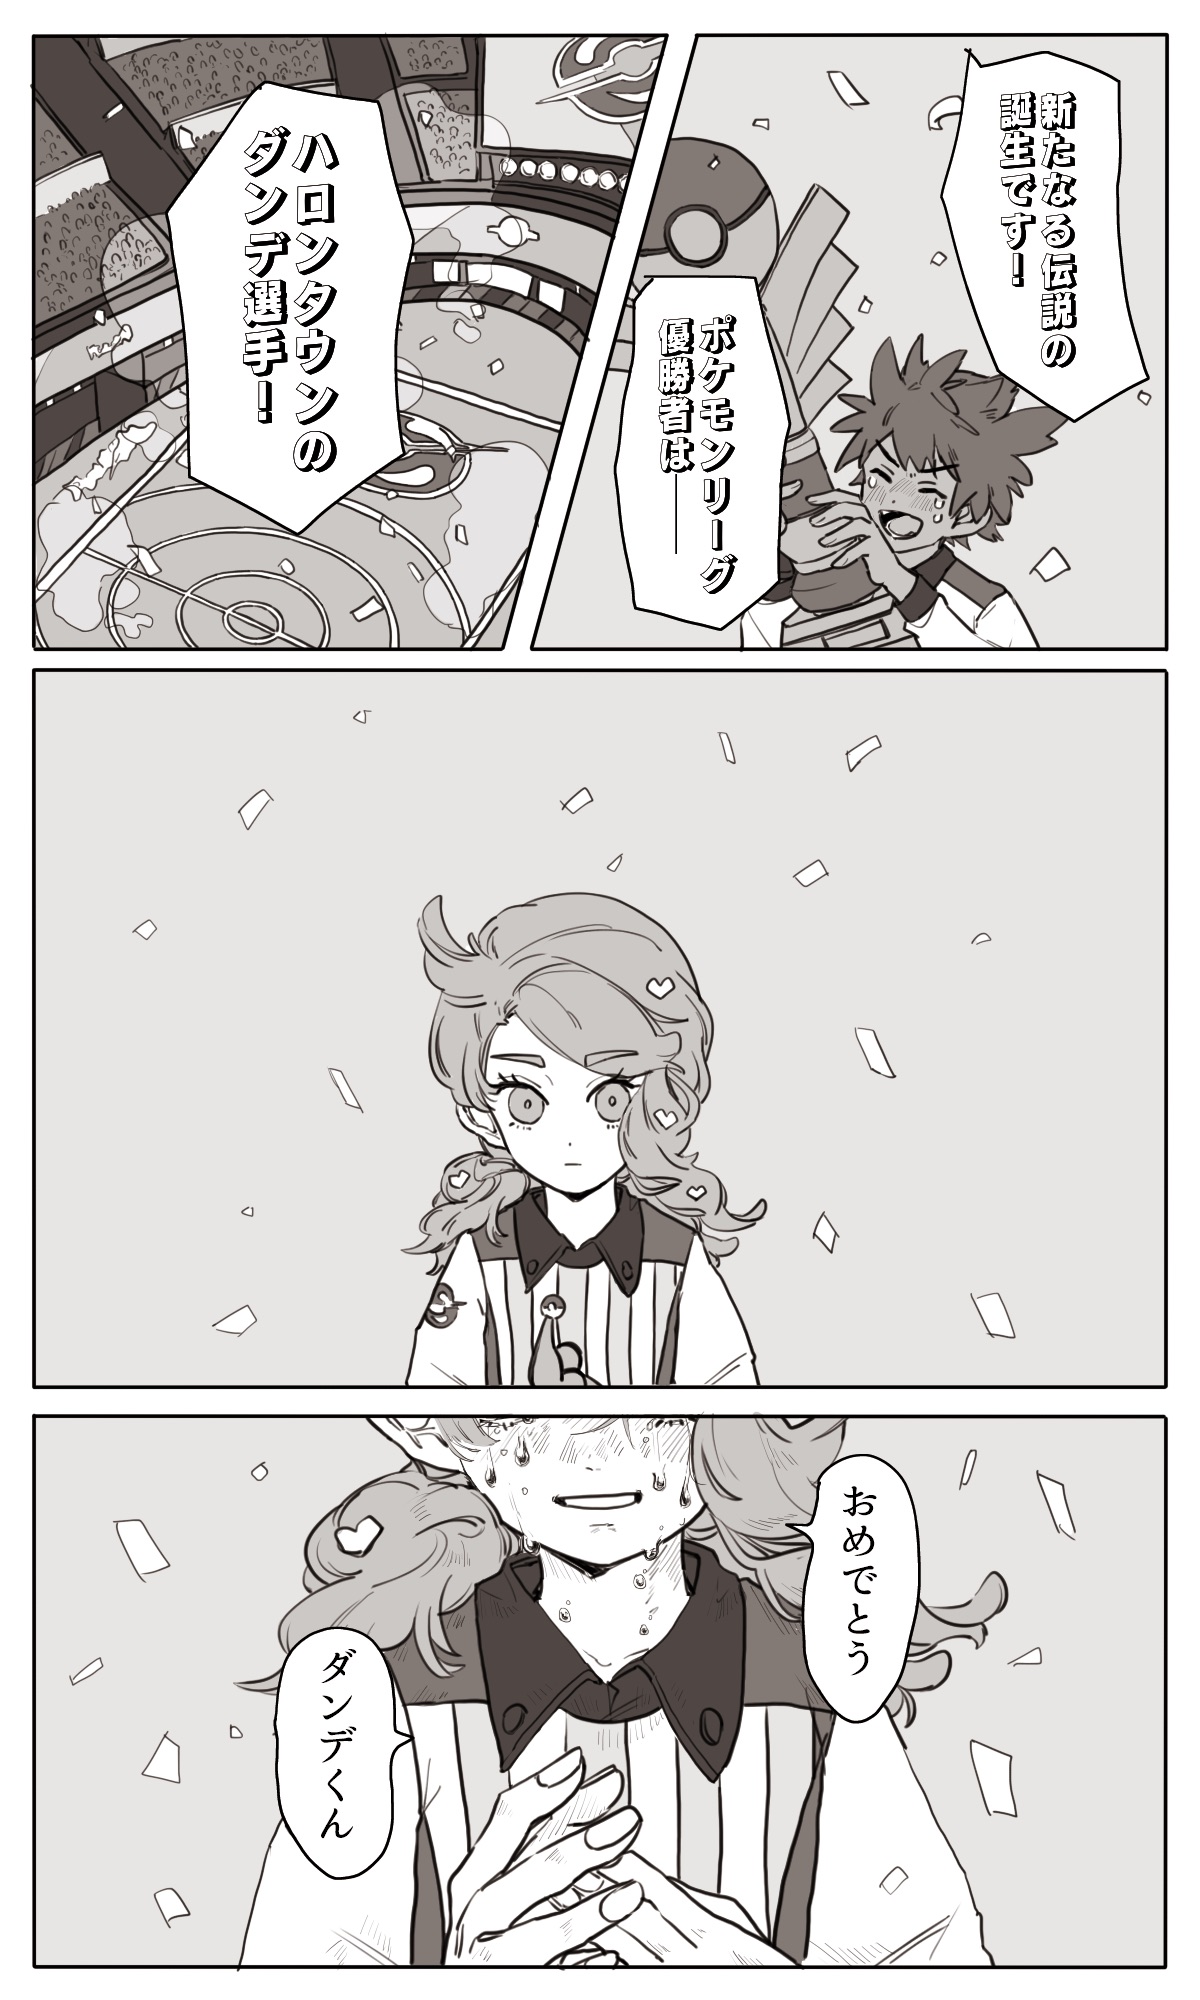 新たなる伝説の
誕生です！
ポケモンリーグ
優勝者は――
ハロンタウンの
ダンデ選手！
おめでとう
ダンデくん